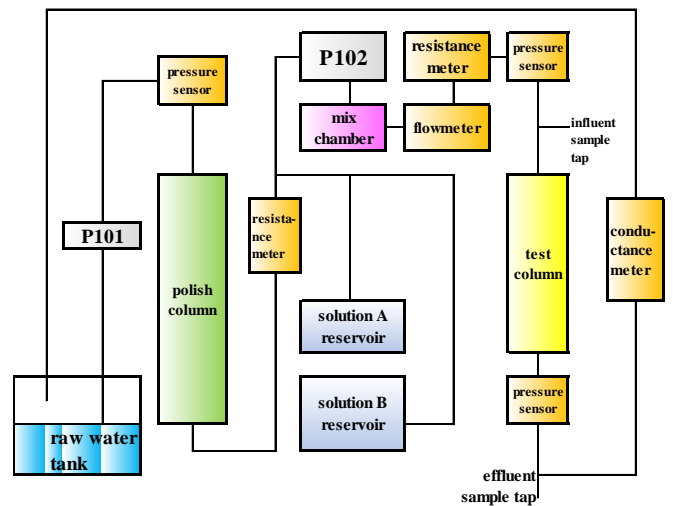 P102
resistance
meter
pressure
sensor
pressure
sensor
mix
chamber
flowmeter
influent
sample
tap
P101
resista-
nce
meter
condu-
ctance
meter
test
column
polish
column
solution A
reservoir
solution B
reservoir
pressure
sensor
raw water
tank
effluent
sample tap